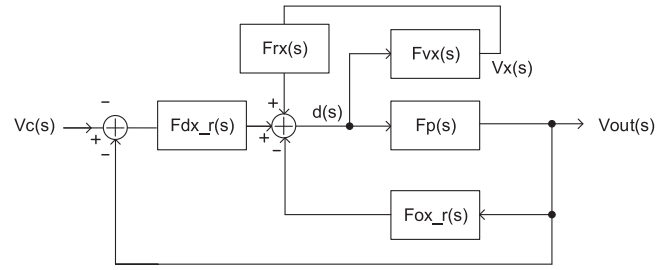 Frx(s)
Fvx(s)
Vx(s)
−
+
d(s)
Vc(s)
+
−
Fdx_r(s)
+
−
Fp(s)
Vout(s)
Fox_r(s)